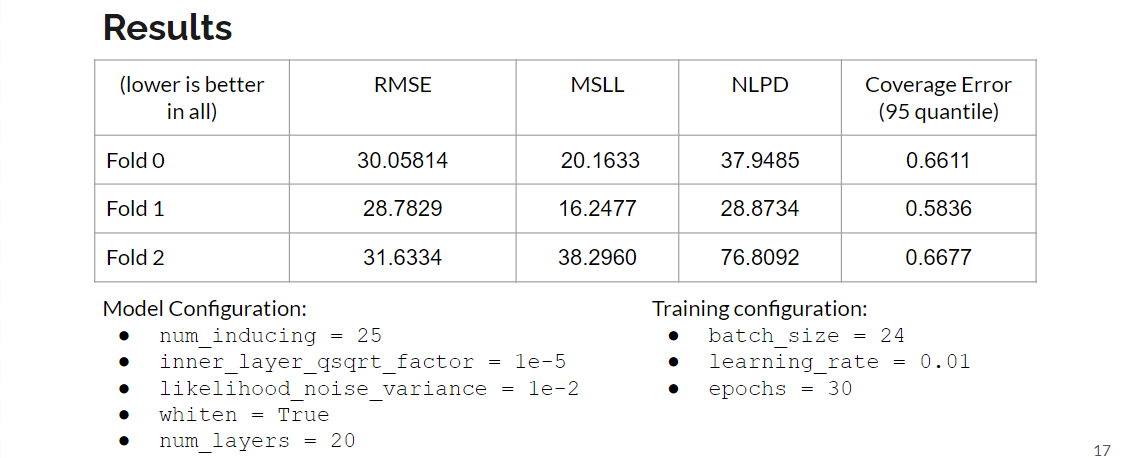 Results
(lower is better in all) RMSE MSLL NLPD Coverage Error (95 quantile)
Fold 0 30.05814 20.1633 37.9485 0.6611
Fold 1 28.7829 16.2477 28.8734 0.5836
Fold 2 31.6334 38.2960 76.8092 0.6677
Model Configuration:
● num_inducing = 25
● inner_layer_qsqrt_factor = 1e-5
● likelihood_noise_variance = 1e-2
● whiten = True
● num_layers = 20
Training configuration:
● batch_size = 24
● learning_rate = 0.01
● epochs = 30
17